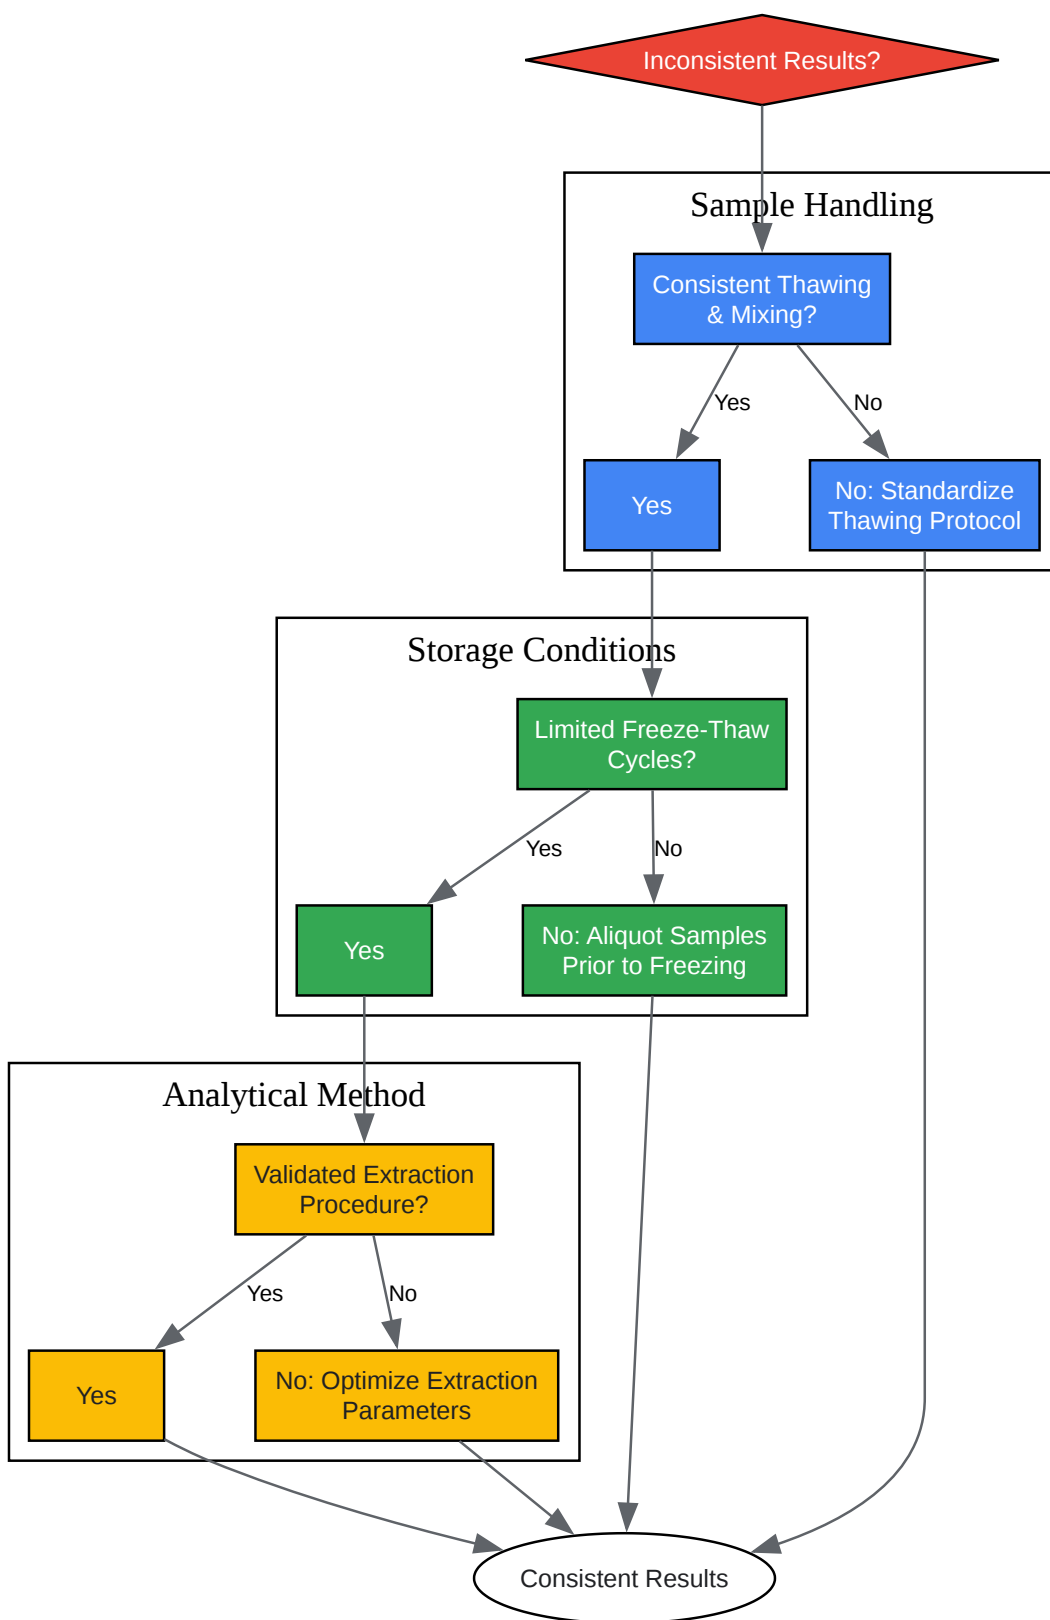 Inconsistent Results?
Sample Handling
Consistent Thawing
& Mixing?
Yes
No
Yes
No: Standardize
Thawing Protocol
Storage Conditions
Limited Freeze-Thaw
Cycles?
Yes
No
Yes
No: Aliquot Samples
Prior to Freezing
Analytical Method
Validated Extraction
Procedure?
Yes
No
Yes
No: Optimize Extraction
Parameters
Consistent Results